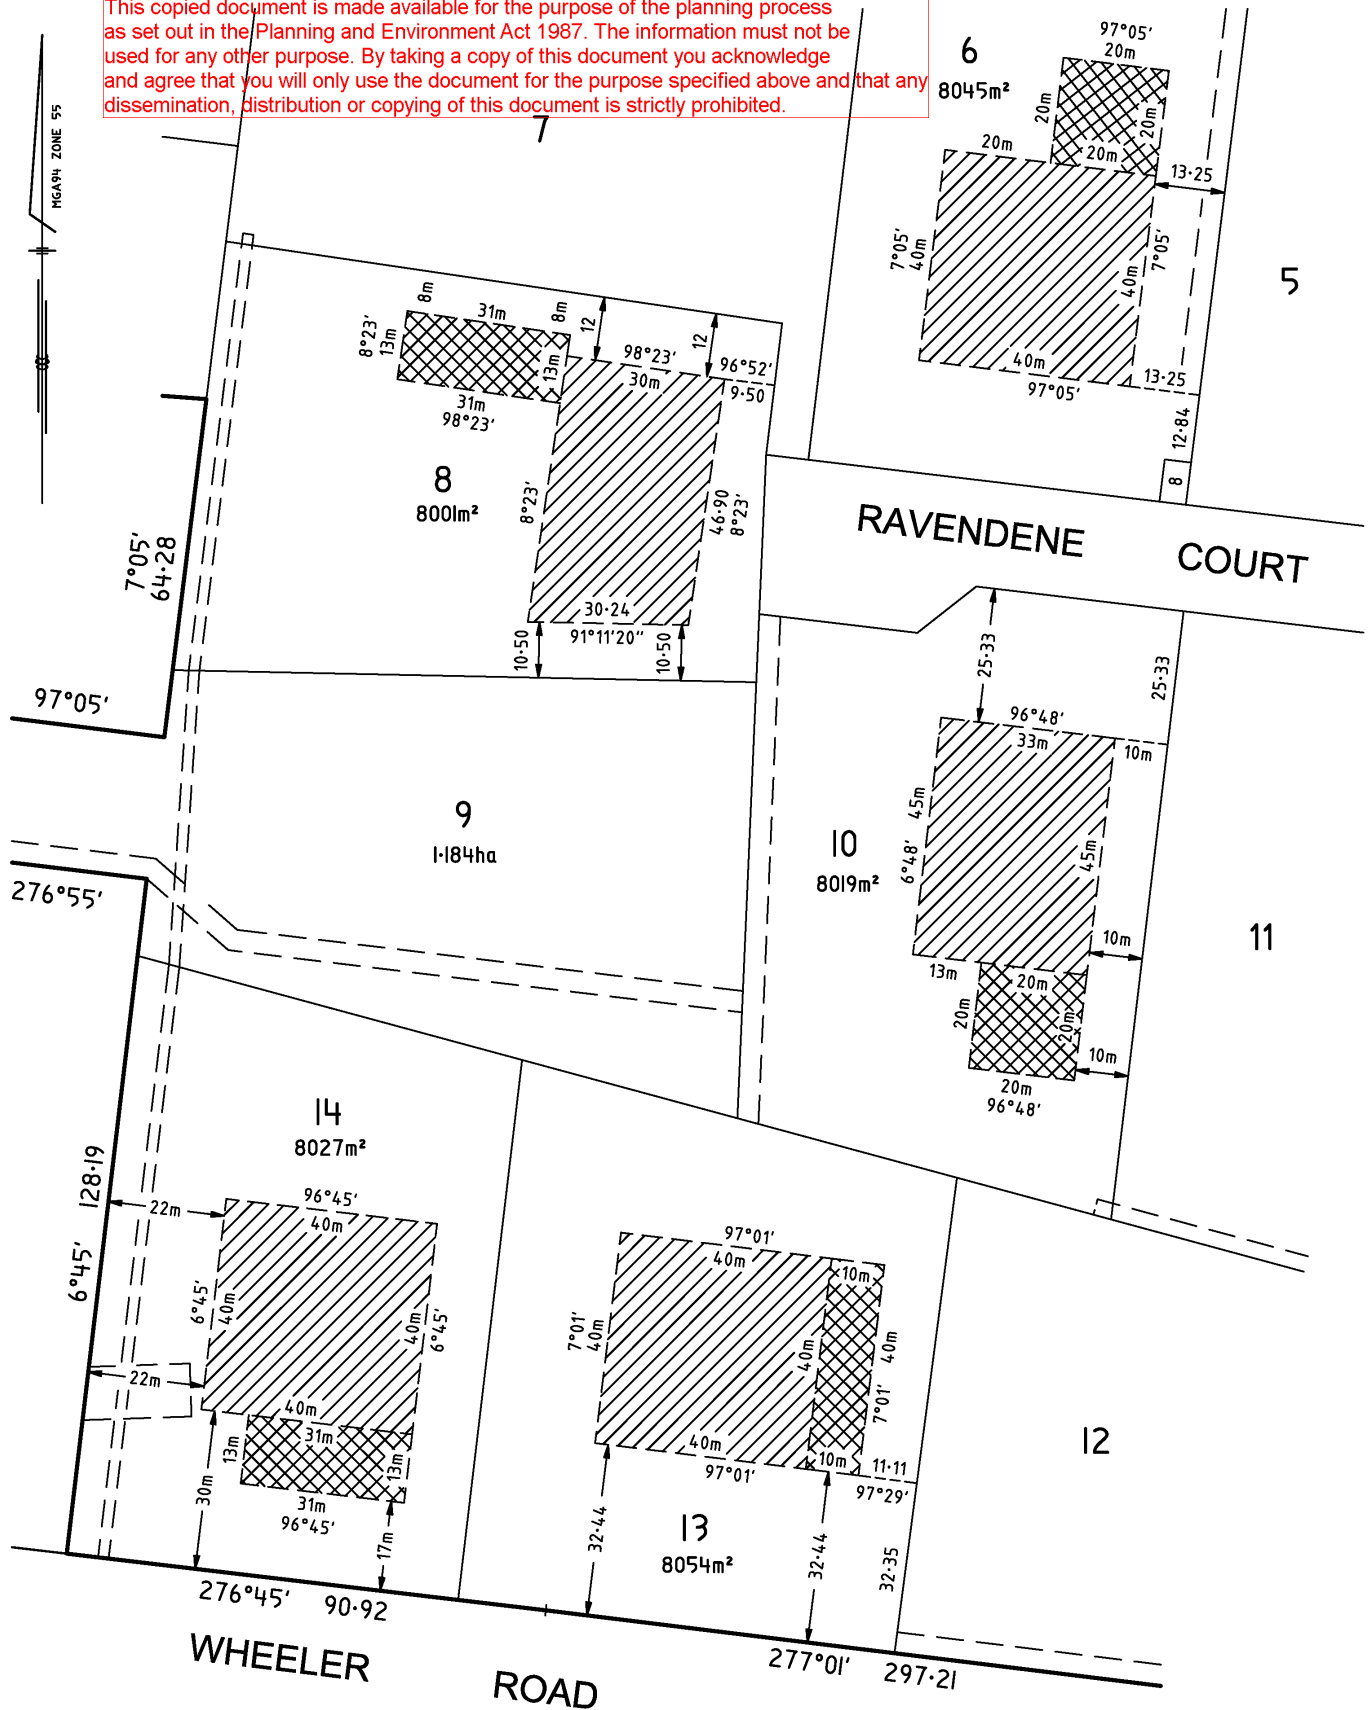 This copied document is made available for the purpose of the planning process
as set out in the Planning and Environment Act 1987. The information must not be
used for any other purpose. By taking a copy of this document you acknowledge
and agree that you will only use the document for the purpose specified above and that any
dissemination, distribution or copying of this document is strictly prohibited.
MGA94 ZONE 55
7
6
8045m²
97°05'
20m
20m
20m
20m
20m
13·25
7°05'
40m
40m
7°05'
40m
97°05'
13·25
12·84
8
5
8m
31m
8m
12
12
8°23'
13m
13m
98°23'
30m
96°52'
9·50
31m
98°23'
8
8001m²
8°23'
46·90
8°23'
30·24
91°11'20"
10·50
10·50
RAVENDENE COURT
7°05'
64·28
97°05'
25·33
25·33
96°48'
33m
10m
9
1·184ha
10
8019m²
45m
6°48'
45m
10m
13m
20m
20m
20m
10m
20m
96°48'
11
276°55'
14
8027m²
128·19
6°45'
22m
96°45'
40m
6°45'
40m
40m
6°45'
22m
40m
31m
13m
13m
31m
96°45'
30m
17m
97°01'
40m
10m
7°01'
40m
40m
40m
7°01'
40m
97°01'
10m
11·11
97°29'
32·44
32·44
32·35
13
8054m²
12
276°45' 90·92
277°01' 297·21
WHEELER ROAD